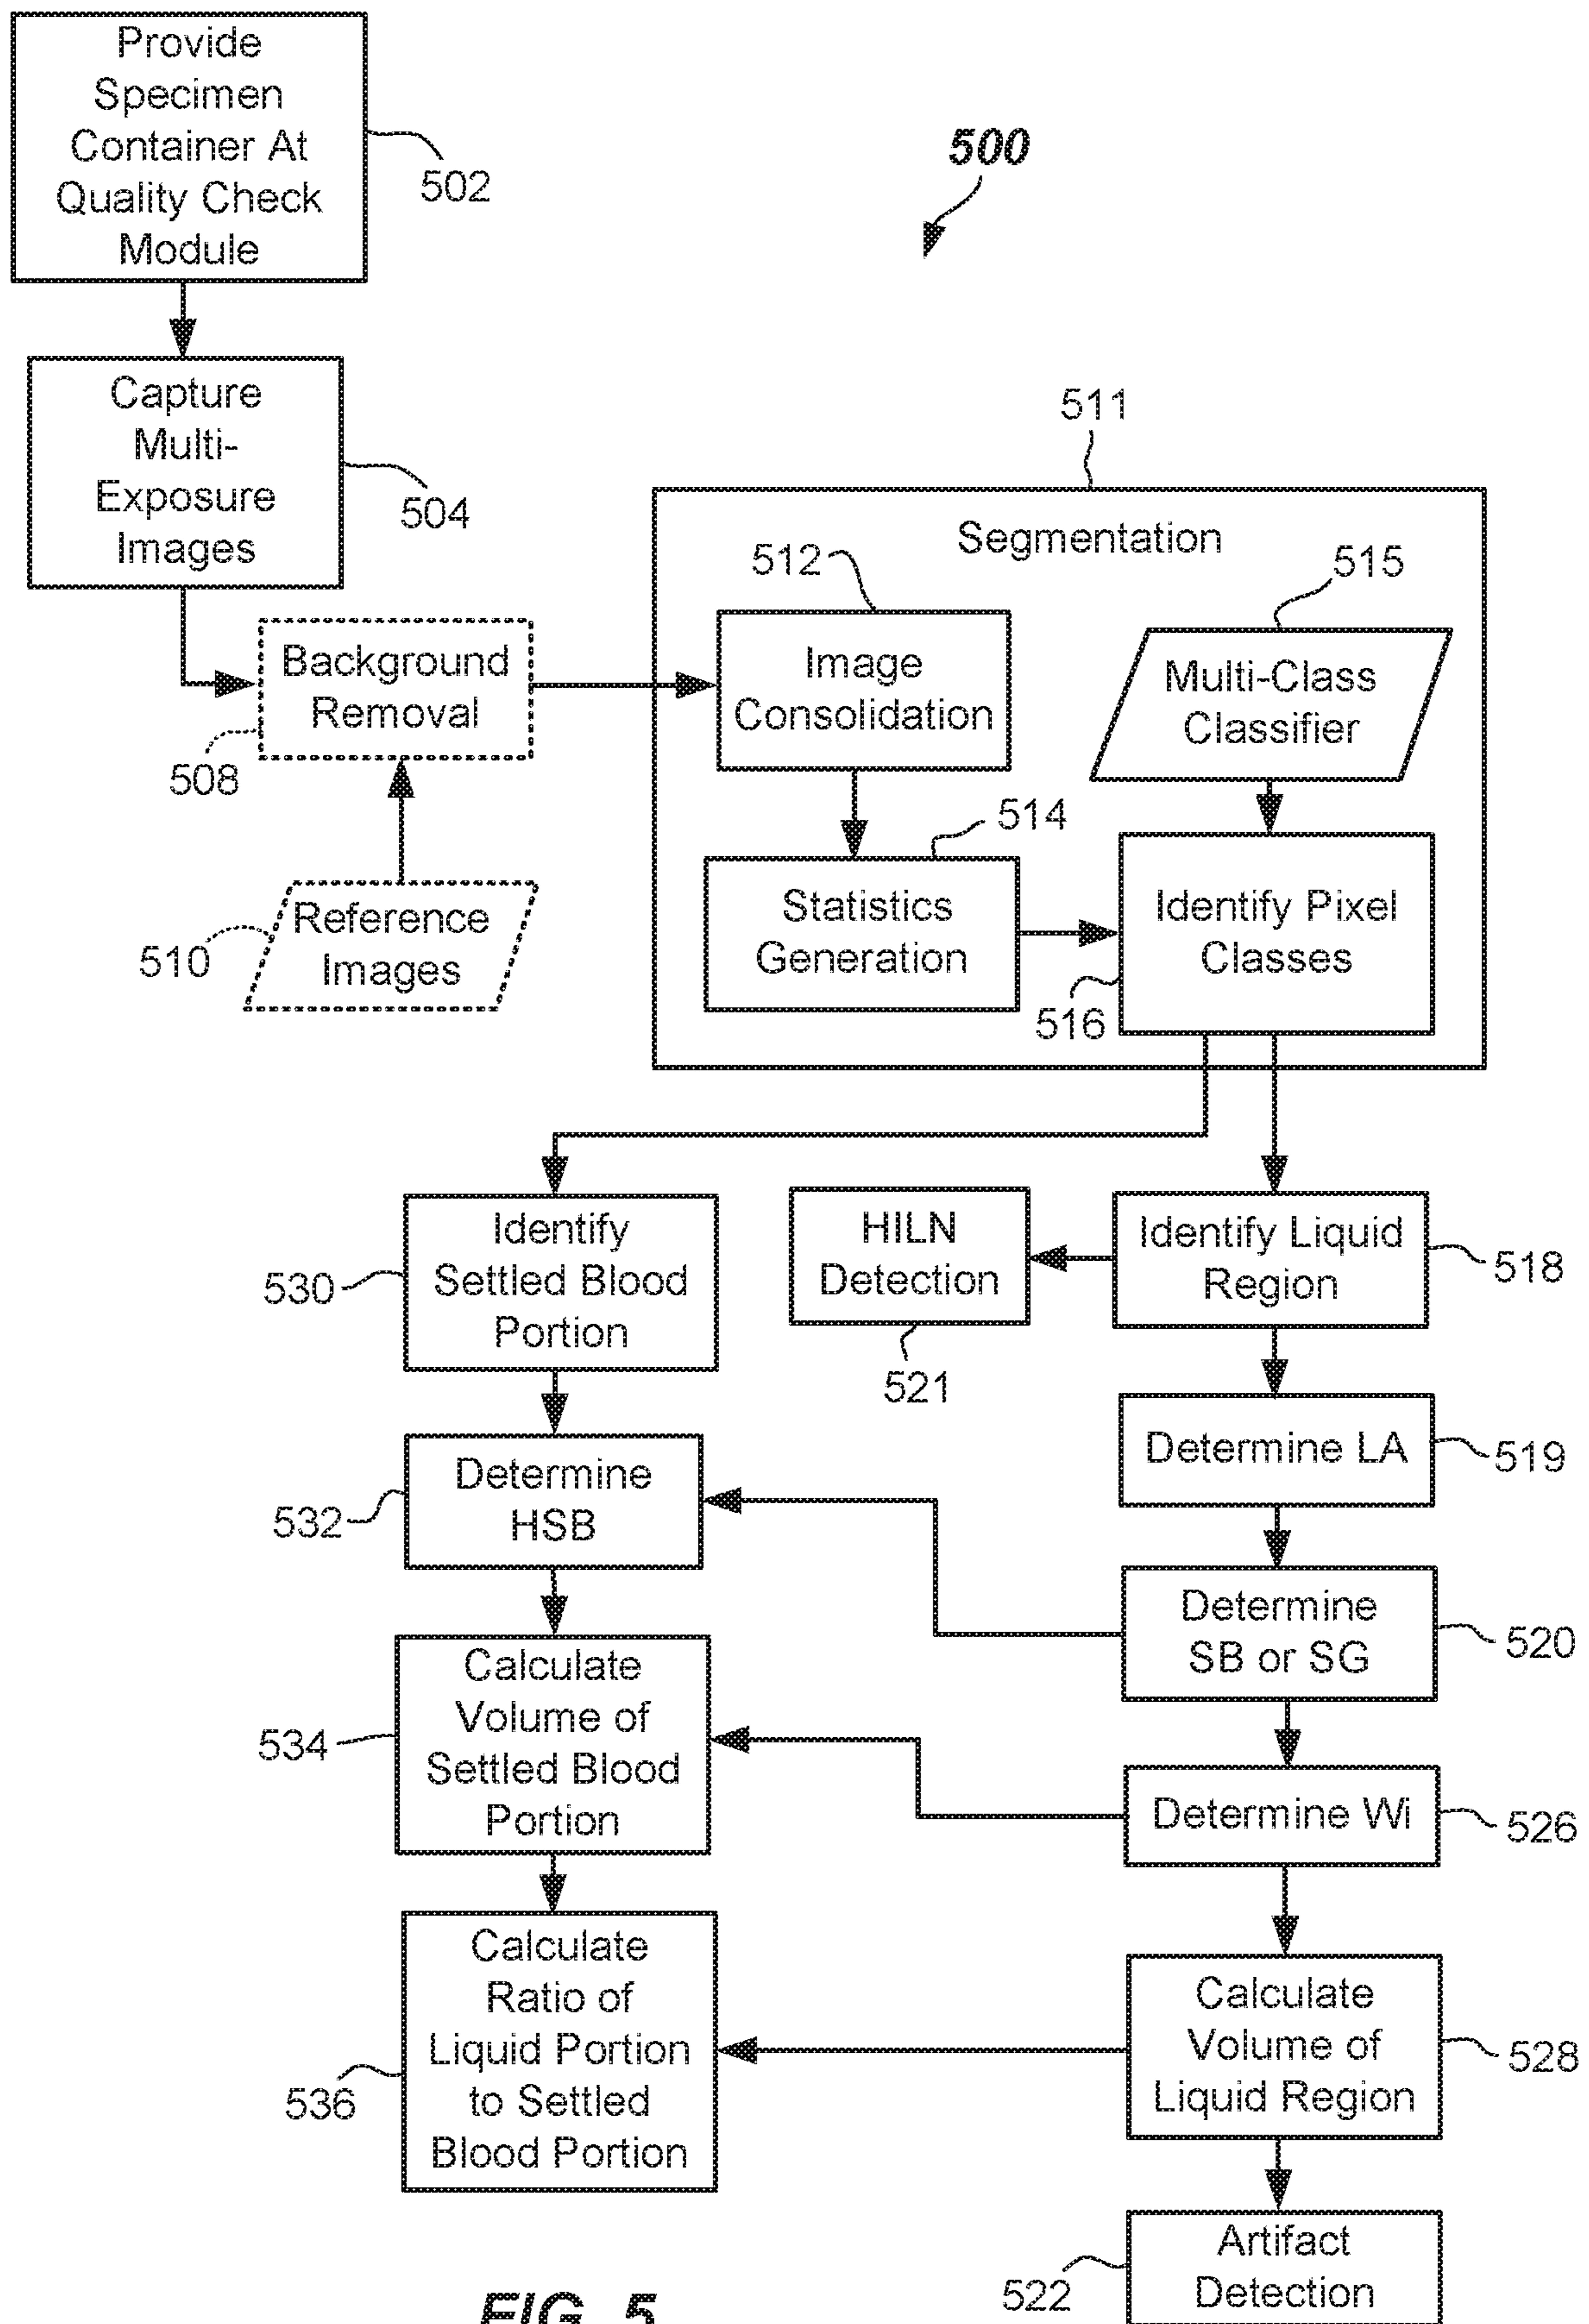 Provide
Specimen
Container At
Quality Check
Module
502
500
Capture
Multi-
Exposure
Images
504
511
Segmentation
512
515
Background
Removal
508
Image
Consolidation
Multi-Class
Classifier
514
Reference
Images
510
Statistics
Generation
Identify Pixel
Classes
516
Identify
Settled Blood
Portion
530
HILN
Detection
521
Identify Liquid
Region
518
Determine LA
519
Determine
HSB
532
Determine
SB or SG
520
Calculate
Volume of
Settled Blood
Portion
534
Determine Wi
526
Calculate
Ratio of
Liquid Portion
to Settled
Blood Portion
536
Calculate
Volume of
Liquid Region
528
Artifact
Detection
522
FIG. 5